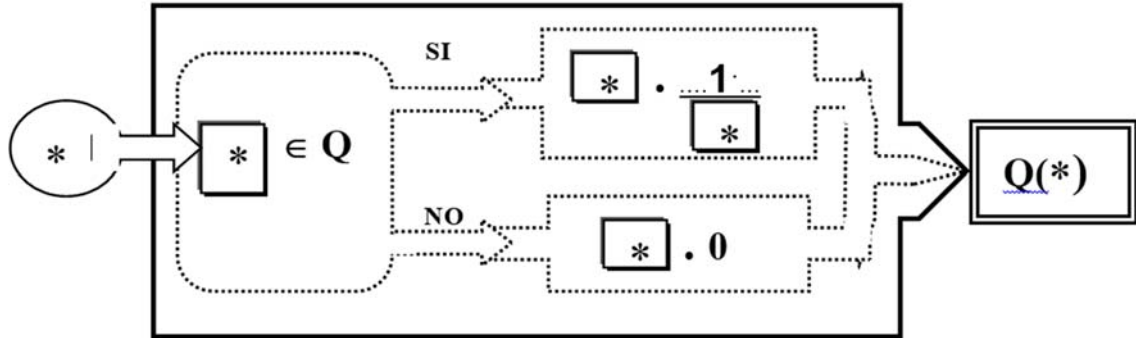 *
* ∈ Q
SI
* · 1
*
NO
* . 0
Q(*)